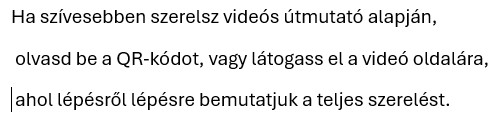 Ha szívesebben szerelsz videós útmutató alapján,
olvasd be a QR-kódot, vagy látogass el a videó oldalára,
ahol lépésről lépésre bemutatjuk a teljes szerelést.